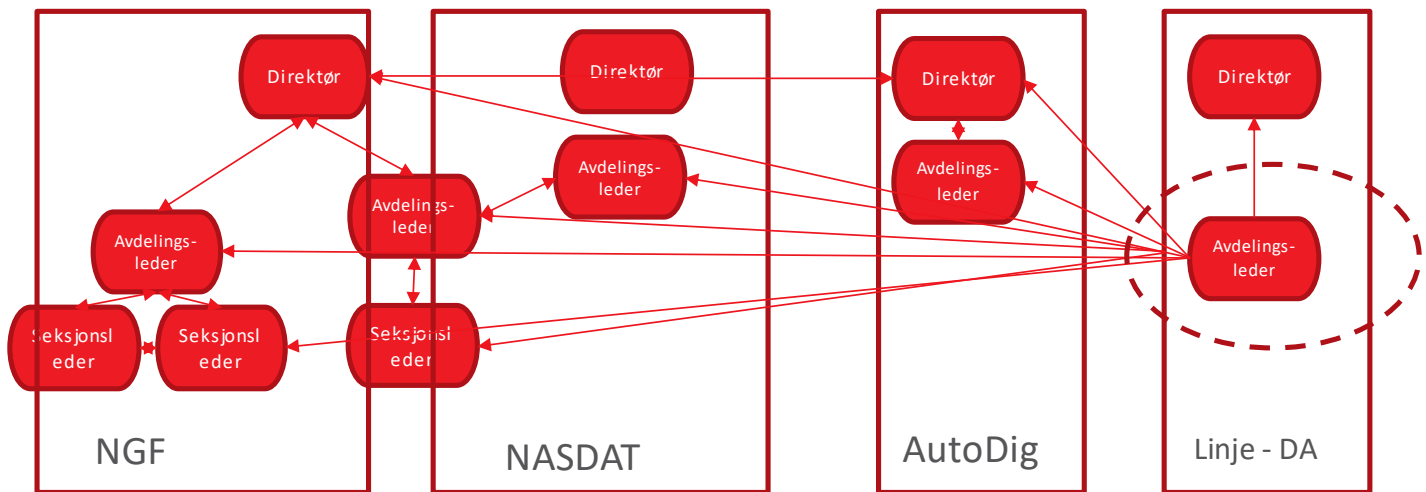 Direktør
Direktør
Direktør
Direktør
Avdelings-
leder
Avdelings-
leder
Avdelings-
leder
Avdelings-
leder
Avdelings-
leder
Seksjonsl
eder
Seksjonsl
eder
Seksjonsl
eder
NGF
NASDAT
AutoDig
Linje - DA